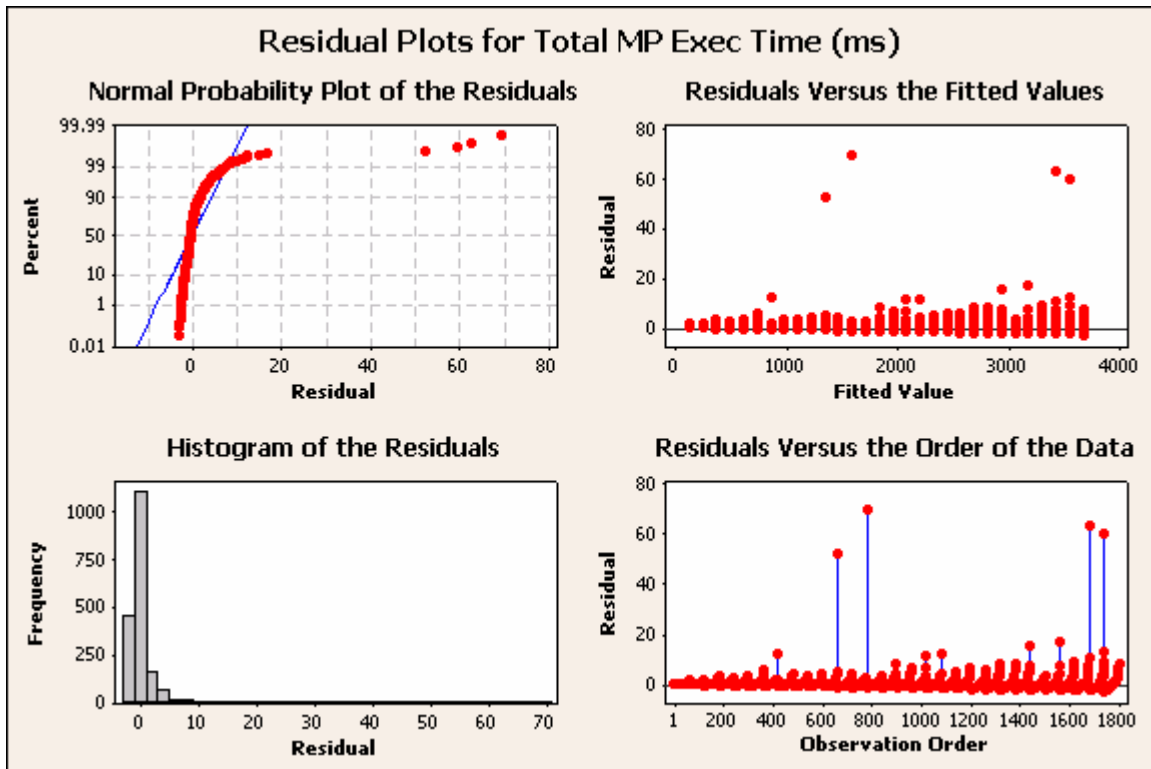 Residual Plots for Total MP Exec Time (ms)
Normal Probability Plot of the Residuals
99.99
99
90
50
10
1
0.01
Percent
0 20 40 60 80
Residual
Residuals Versus the Fitted Values
80
60
40
20
0
Residual
0 1000 2000 3000 4000
Fitted Value
Histogram of the Residuals
1000
750
500
250
0
Frequency
0 10 20 30 40 50 60 70
Residual
Residuals Versus the Order of the Data
80
60
40
20
0
Residual
1 200 400 600 800 1000 1200 1400 1600 1800
Observation Order